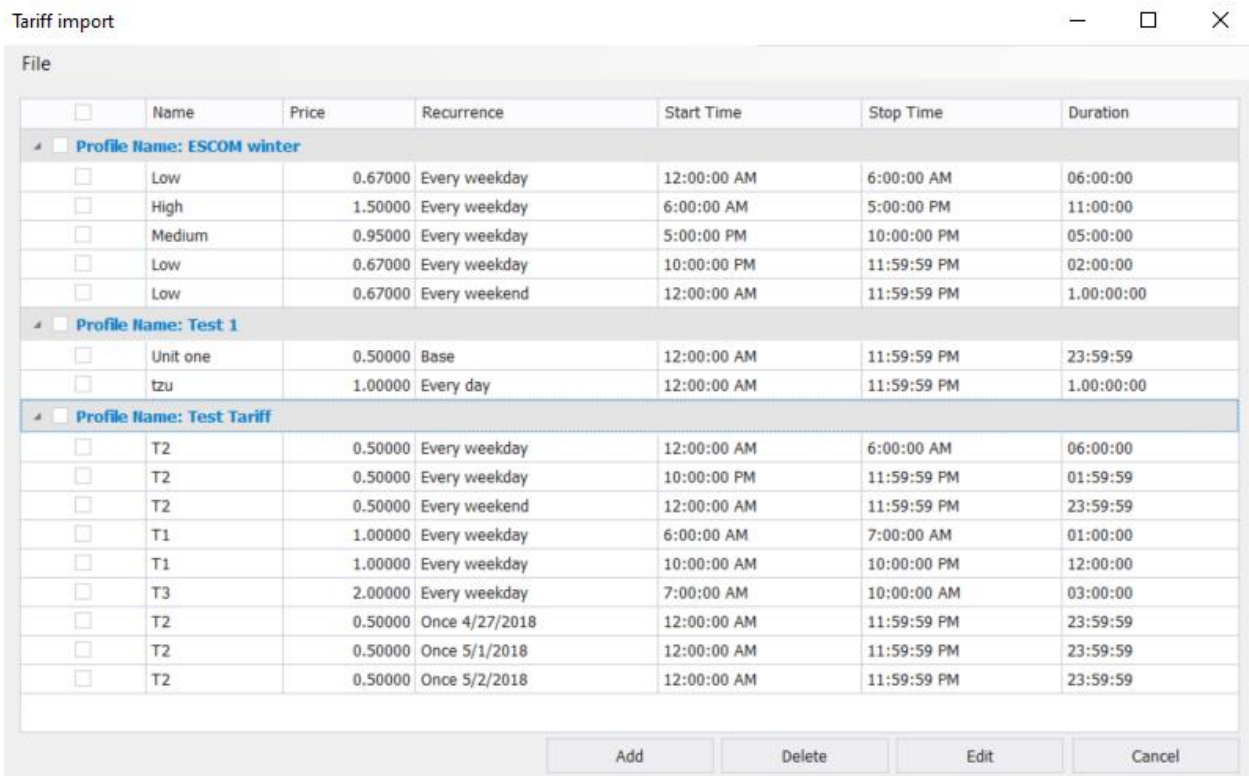 Tariff import
File
Name Price Recurrence Start Time Stop Time Duration
Profile Name: ESCOM winter
Low 0.67000 Every weekday 12:00:00 AM 6:00:00 AM 06:00:00
High 1.50000 Every weekday 6:00:00 AM 5:00:00 PM 11:00:00
Medium 0.95000 Every weekday 5:00:00 PM 10:00:00 PM 05:00:00
Low 0.67000 Every weekday 10:00:00 PM 11:59:59 PM 02:00:00
Low 0.67000 Every weekend 12:00:00 AM 11:59:59 PM 1.00:00:00
Profile Name: Test 1
Unit one 0.50000 Base 12:00:00 AM 11:59:59 PM 23:59:59
tzu 1.00000 Every day 12:00:00 AM 11:59:59 PM 1.00:00:00
Profile Name: Test Tariff
T2 0.50000 Every weekday 12:00:00 AM 6:00:00 AM 06:00:00
T2 0.50000 Every weekday 10:00:00 PM 11:59:59 PM 01:59:59
T2 0.50000 Every weekend 12:00:00 AM 11:59:59 PM 23:59:59
T1 1.00000 Every weekday 6:00:00 AM 7:00:00 AM 01:00:00
T1 1.00000 Every weekday 10:00:00 AM 10:00:00 PM 12:00:00
T3 2.00000 Every weekday 7:00:00 AM 10:00:00 AM 03:00:00
T2 0.50000 Once 4/27/2018 12:00:00 AM 11:59:59 PM 23:59:59
T2 0.50000 Once 5/1/2018 12:00:00 AM 11:59:59 PM 23:59:59
T2 0.50000 Once 5/2/2018 12:00:00 AM 11:59:59 PM 23:59:59
Add Delete Edit Cancel